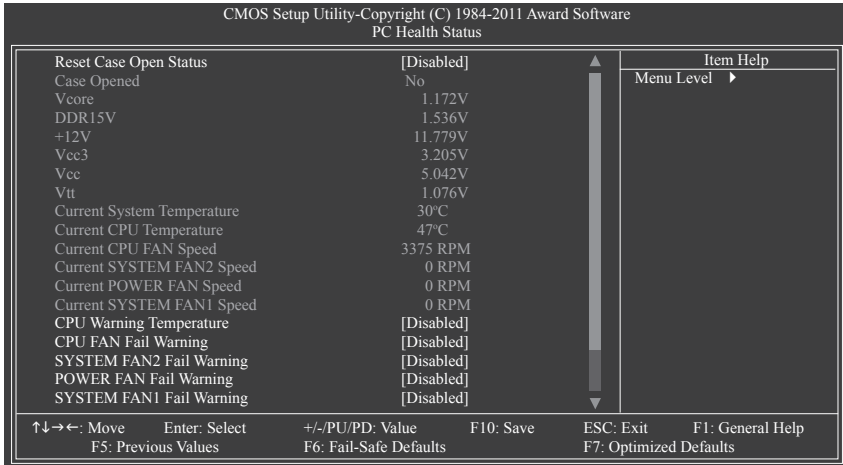 CMOS Setup Utility-Copyright (C) 1984-2011 Award Software
PC Health Status
Reset Case Open Status [Disabled]
Case Opened No
Vcore 1.172V
DDR15V 1.536V
+12V 11.779V
Vcc3 3.205V
Vcc 5.042V
Vtt 1.076V
Current System Temperature 30°C
Current CPU Temperature 47°C
Current CPU FAN Speed 3375 RPM
Current SYSTEM FAN2 Speed 0 RPM
Current POWER FAN Speed 0 RPM
Current SYSTEM FAN1 Speed 0 RPM
CPU Warning Temperature [Disabled]
CPU FAN Fail Warning [Disabled]
SYSTEM FAN2 Fail Warning [Disabled]
POWER FAN Fail Warning [Disabled]
SYSTEM FAN1 Fail Warning [Disabled]
Item Help
Menu Level
↑↓→←: Move Enter: Select +/-/PU/PD: Value F10: Save ESC: Exit F1: General Help
F5: Previous Values F6: Fail-Safe Defaults F7: Optimized Defaults